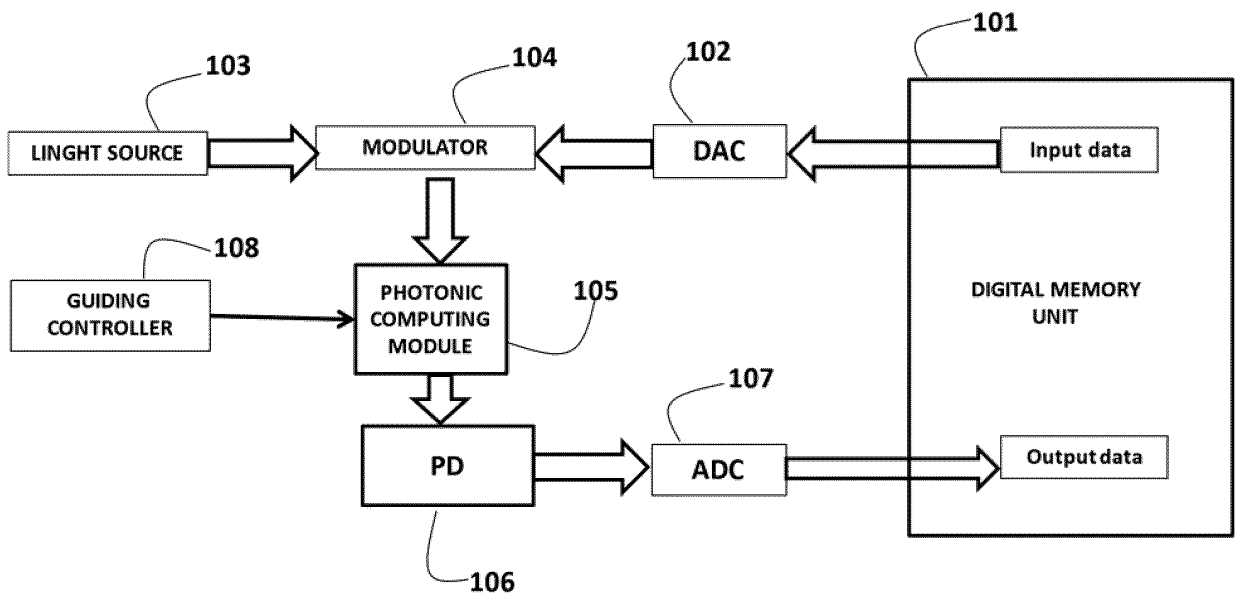 101
103
104
102
LINGHT SOURCE
MODULATOR
DAC
Input data
108
GUIDING
CONTROLLER
PHOTONIC
COMPUTING
MODULE
105
DIGITAL MEMORY
UNIT
107
PD
ADC
Output data
106